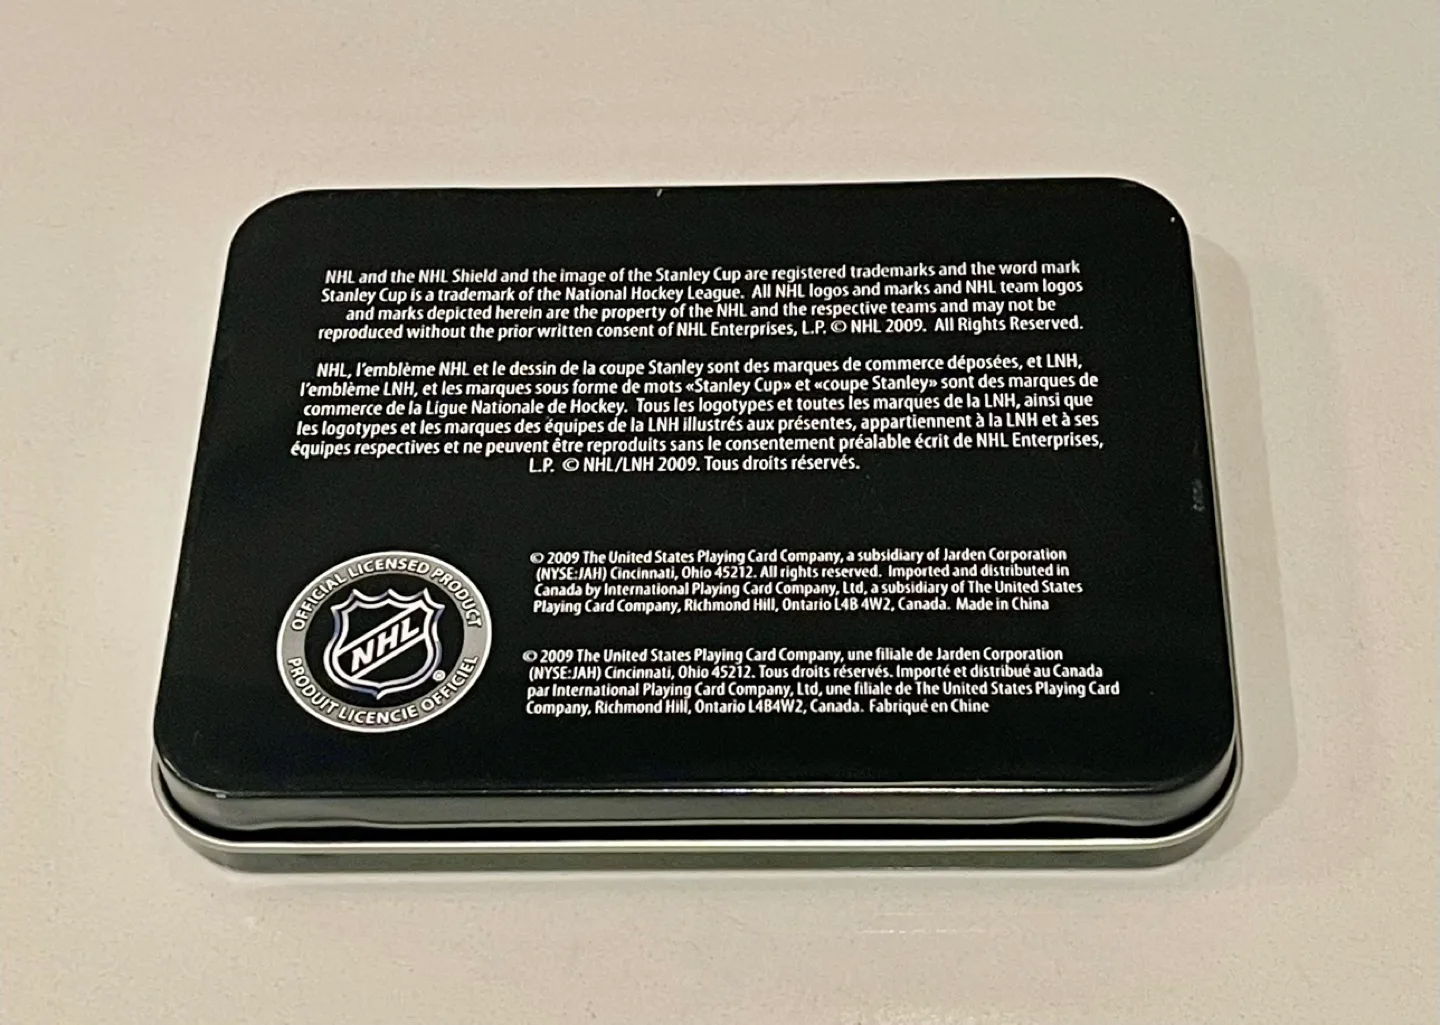 NHL and the NHL Shield and the image of the Stanley Cup are registered trademarks and the word mark
Stanley Cup is a trademark of the National Hockey League. All NHL logos and marks and NHL team logos
and marks depicted herein are the property of the NHL and the respective teams and may not be
reproduced without the prior written consent of NHL Enterprises, L.P. © NHL 2009. All Rights Reserved.
NHL, l'emblème NHL et le dessin de la coupe Stanley sont des marques de commerce déposées, et LNH,
l'emblème LNH, et les marques sous forme de mots «Stanley Cup» et «coupe Stanley» sont des marques de
commerce de la Ligue Nationale de Hockey. Tous les logotypes et toutes les marques de la LNH, ainsi que
les logotypes et les marques des équipes de la LNH illustrés aux présentes, appartiennent à la LNH et à ses
équipes respectives et ne peuvent être reproduits sans le consentement préalable écrit de NHL Enterprises,
L.P. © NHL/LNH 2009. Tous droits réservés.
OFFICIAL LICENSED PRODUCT
NHL
®
PRODUIT LICENCIE OFFICIEL
© 2009 The United States Playing Card Company, a subsidiary of Jarden Corporation
(NYSE:JAH) Cincinnati, Ohio 45212. All rights reserved. Imported and distributed in
Canada by International Playing Card Company, Ltd, a subsidiary of The United States
Playing Card Company, Richmond Hill, Ontario L4B 4W2, Canada. Made in China
© 2009 The United States Playing Card Company, une filiale de Jarden Corporation
(NYSE:JAH) Cincinnati, Ohio 45212. Tous droits réservés. Importé et distribué au Canada
par International Playing Card Company, Ltd, une filiale de The United States Playing Card
Company, Richmond Hill, Ontario L4B4W2, Canada. Fabriqué en Chine